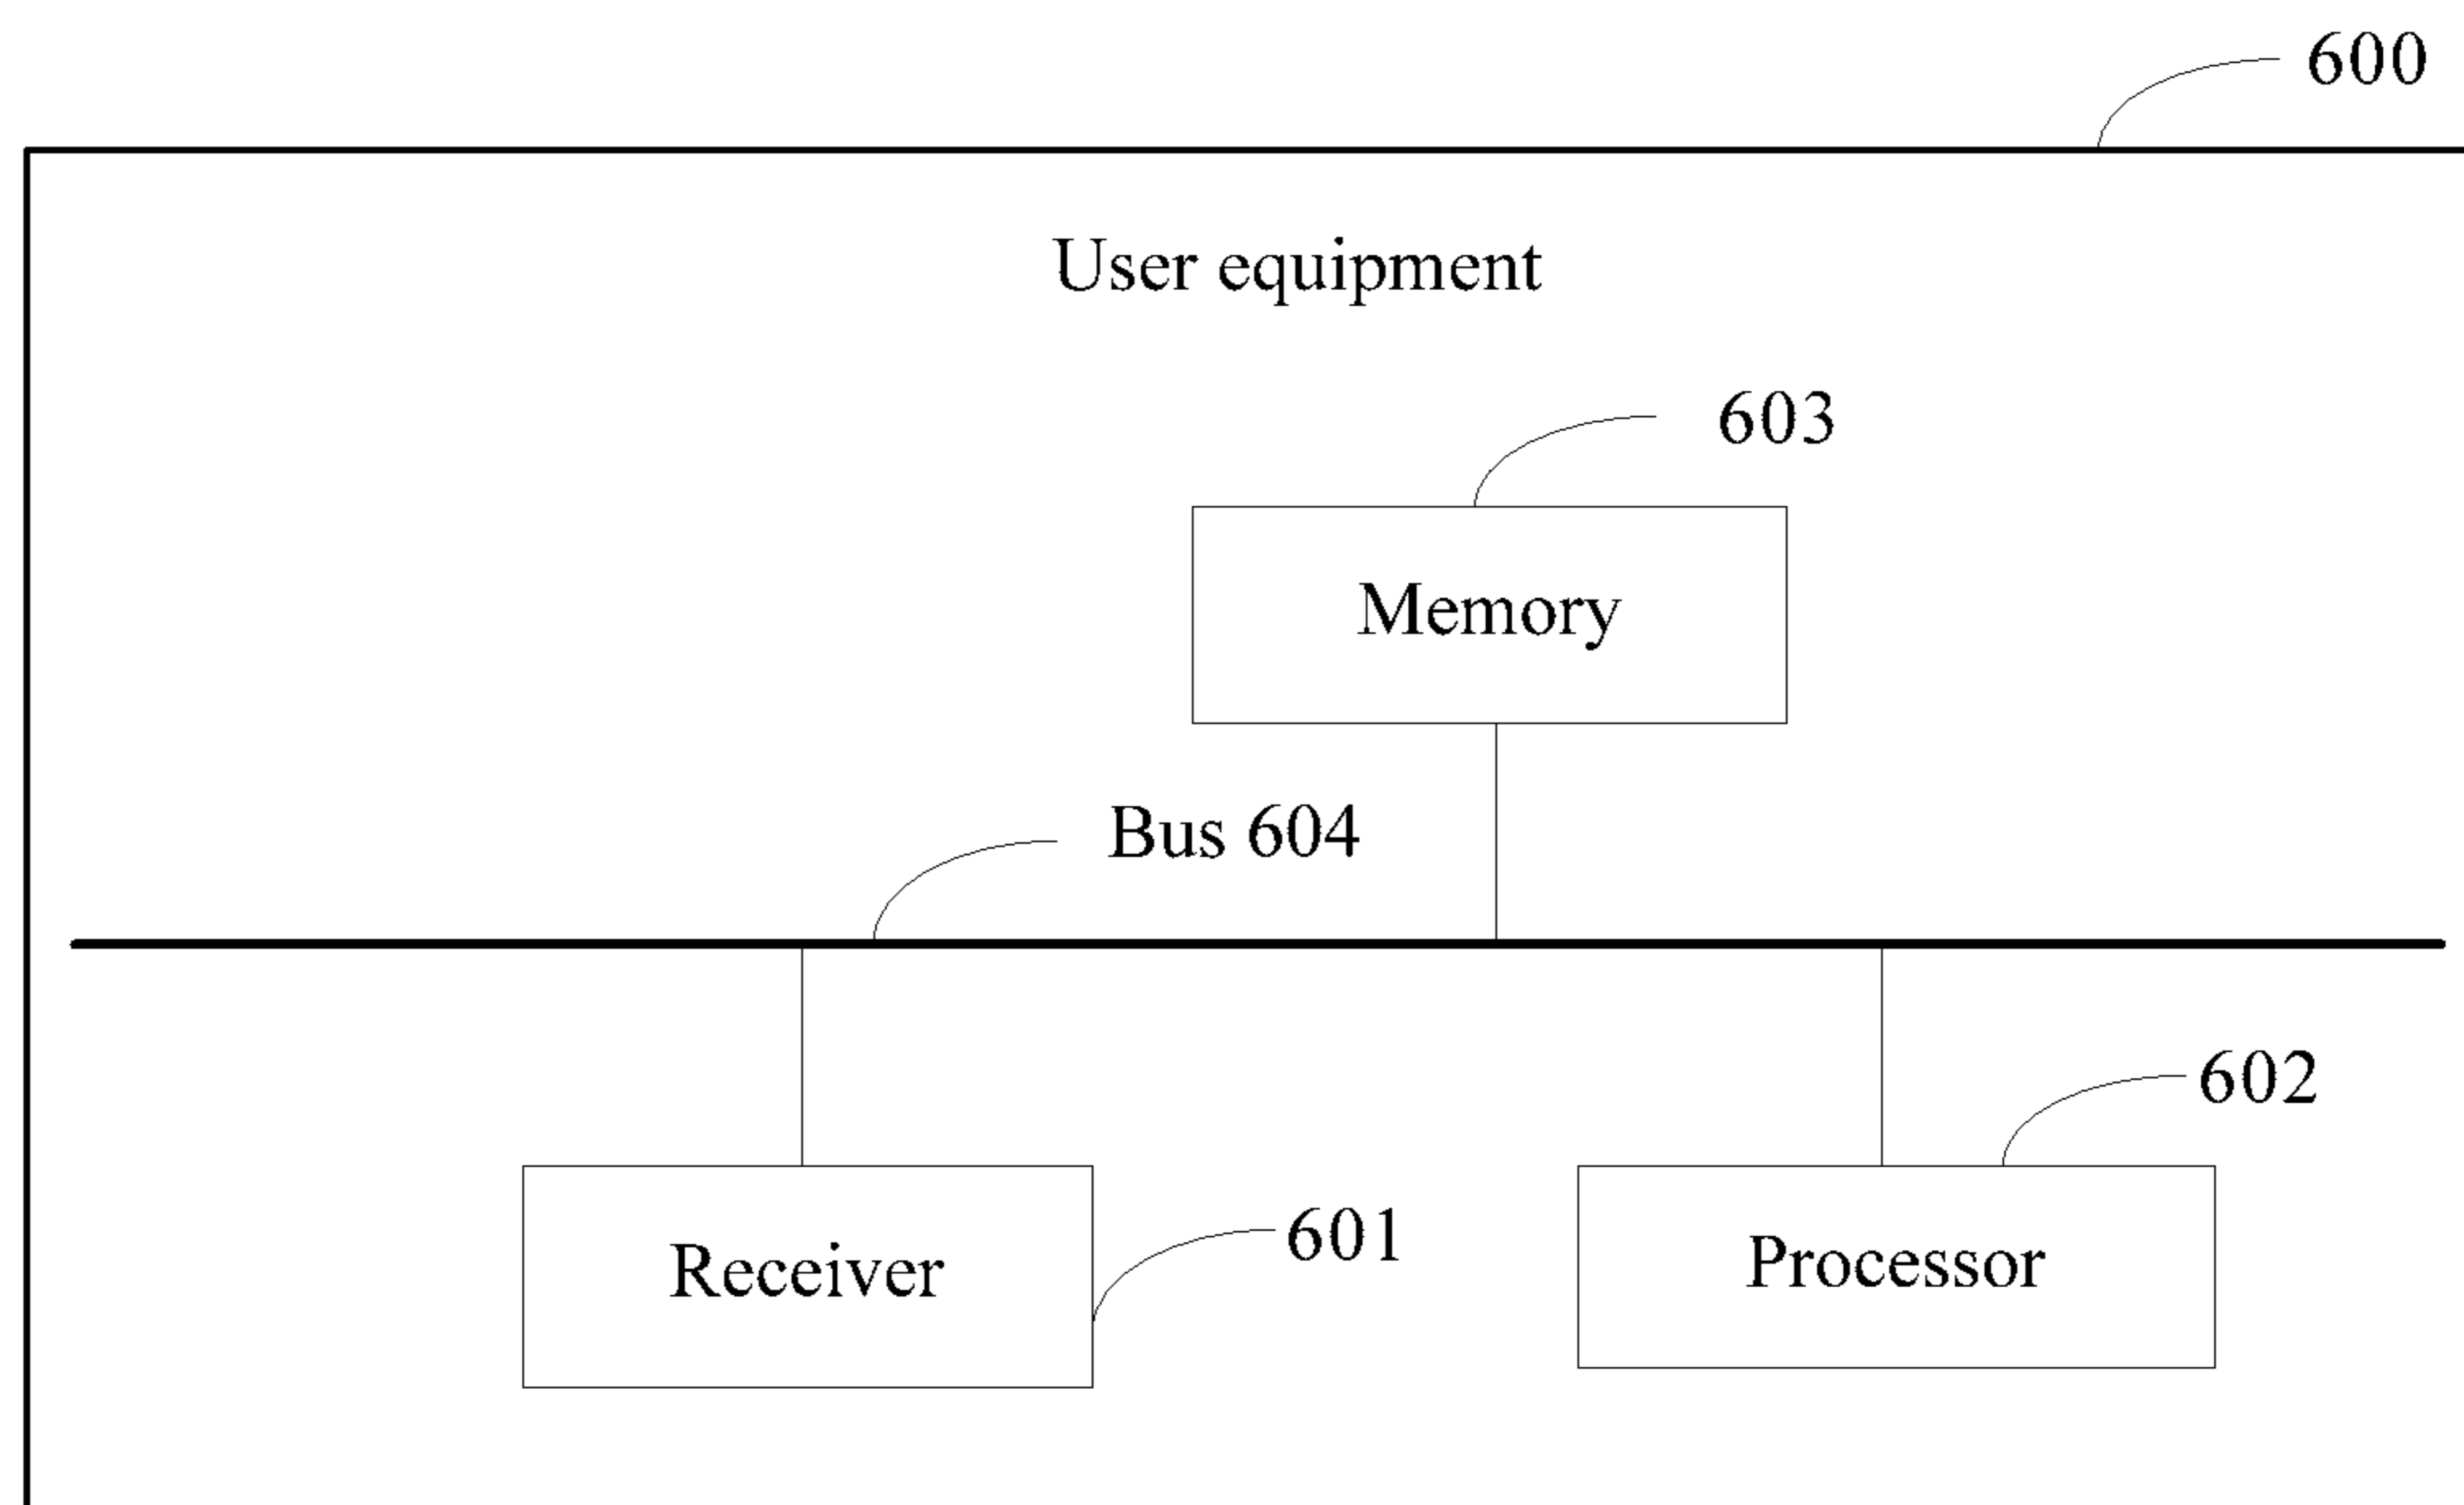 600
User equipment
603
Memory
Bus 604
602
601
Receiver
Processor